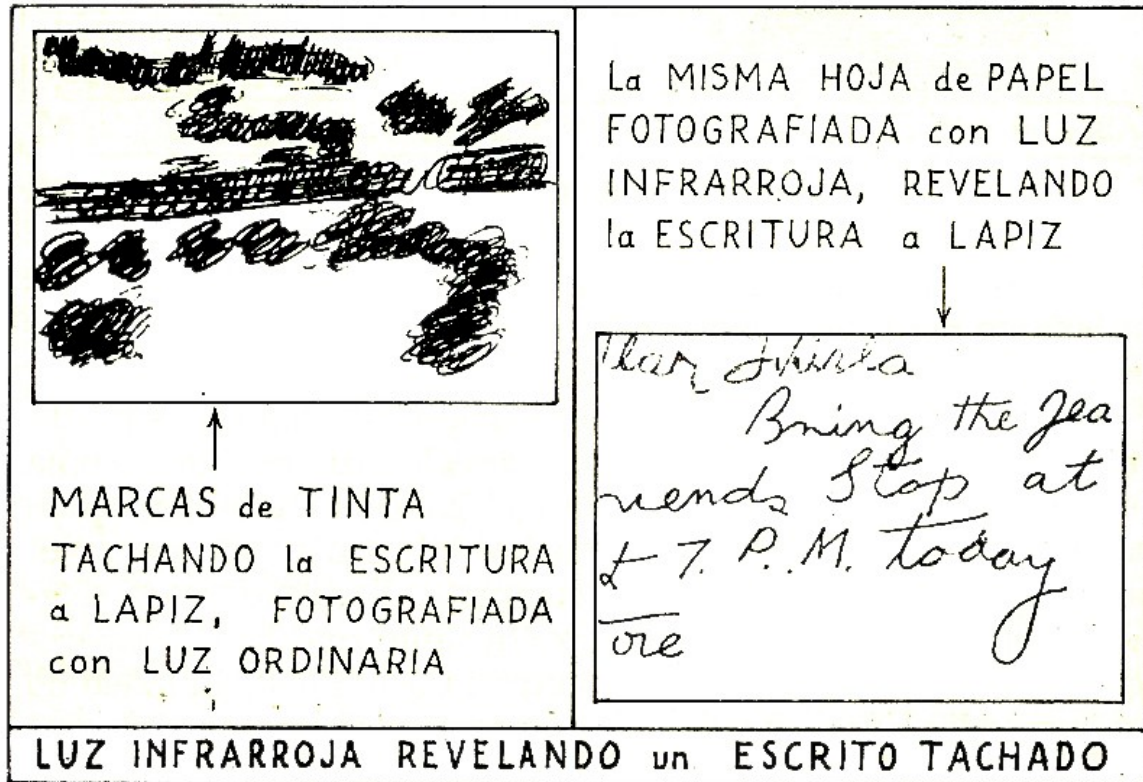 MARCAS de TINTA
TACHANDO la ESCRITURA
a LAPIZ, FOTOGRAFIADA
con LUZ ORDINARIA
La MISMA HOJA de PAPEL
FOTOGRAFIADA con LUZ
INFRARROJA, REVELANDO
la ESCRITURA a LAPIZ
Bring the
Stop at
7. P.M. today
ore
LUZ INFRARROJA REVELANDO un ESCRITO TACHADO